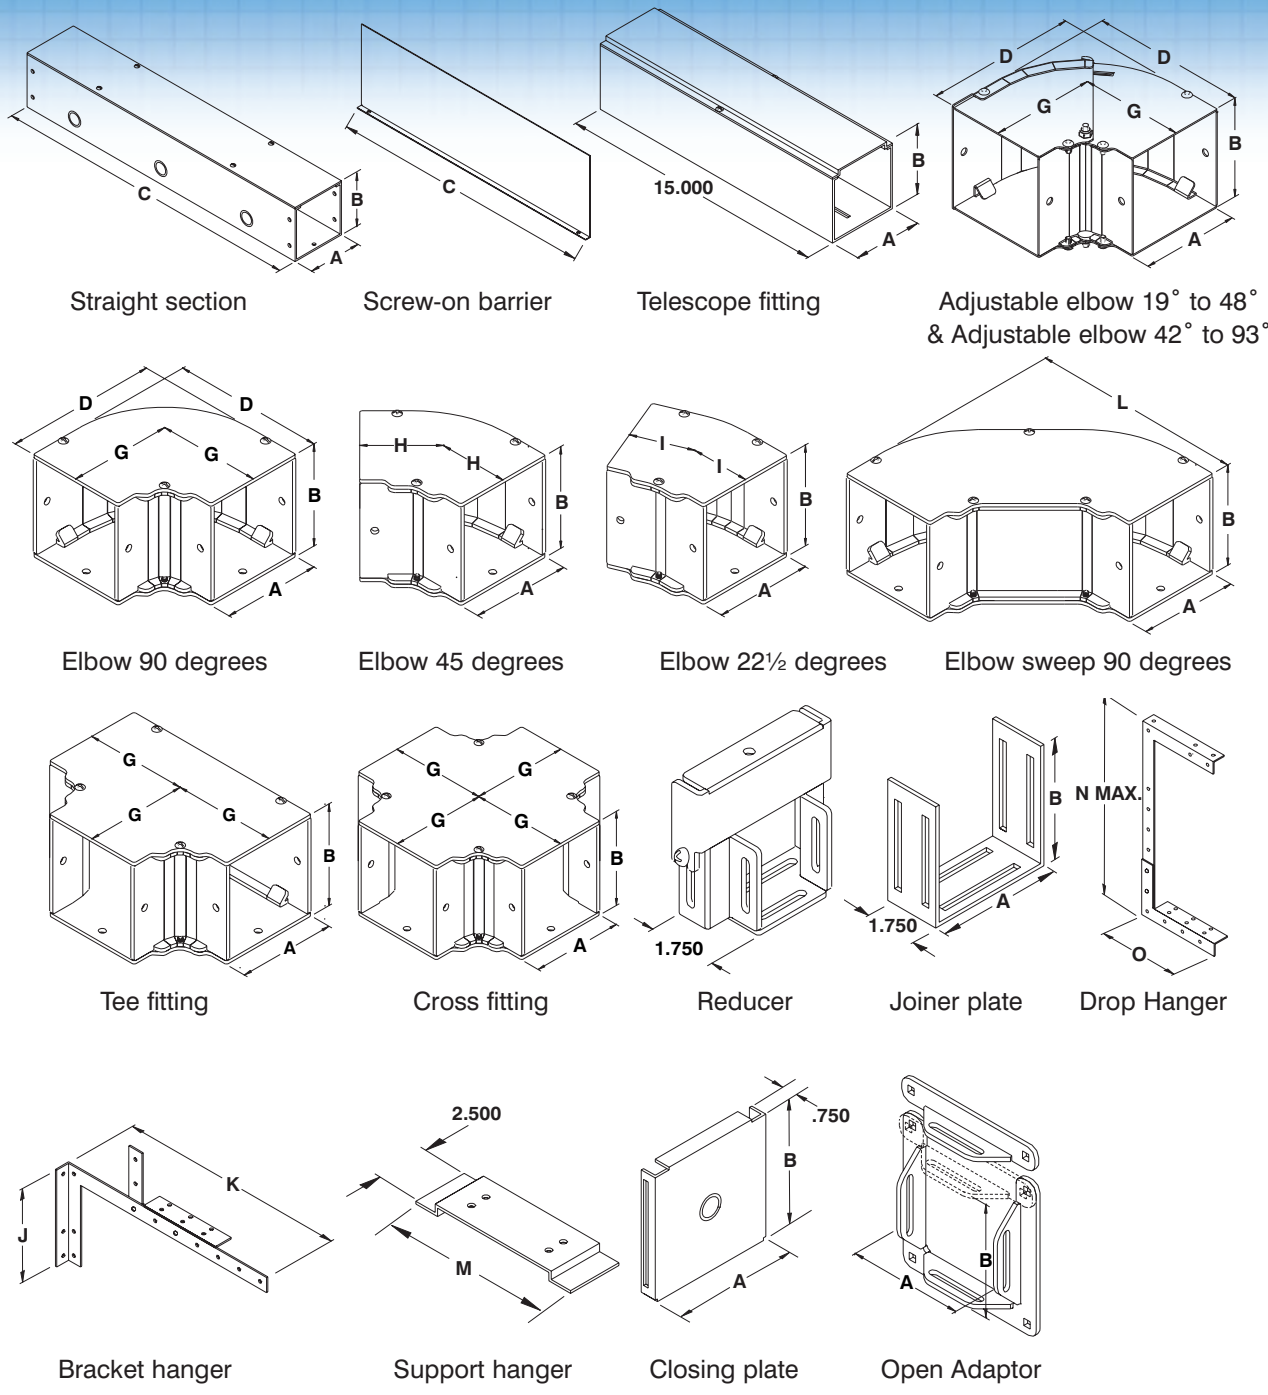 D
D
G
G
B
A
C
B
A
C
15.000
B
A
Straight section
Screw-on barrier
Telescope fitting
Adjustable elbow 19˚ to 48˚
& Adjustable elbow 42˚ to 93˚
D
D
G
G
B
A
H
H
B
A
I
I
B
A
L
B
A
Elbow 90 degrees
Elbow 45 degrees
Elbow 22½ degrees
Elbow sweep 90 degrees
G
G
G
B
A
G
G
G
G
B
A
1.750
B
A
1.750
N MAX.
O
Tee fitting
Cross fitting
Reducer
Joiner plate
Drop Hanger
J
K
2.500
M
.750
B
A
A
B
Bracket hanger
Support hanger
Closing plate
Open Adaptor